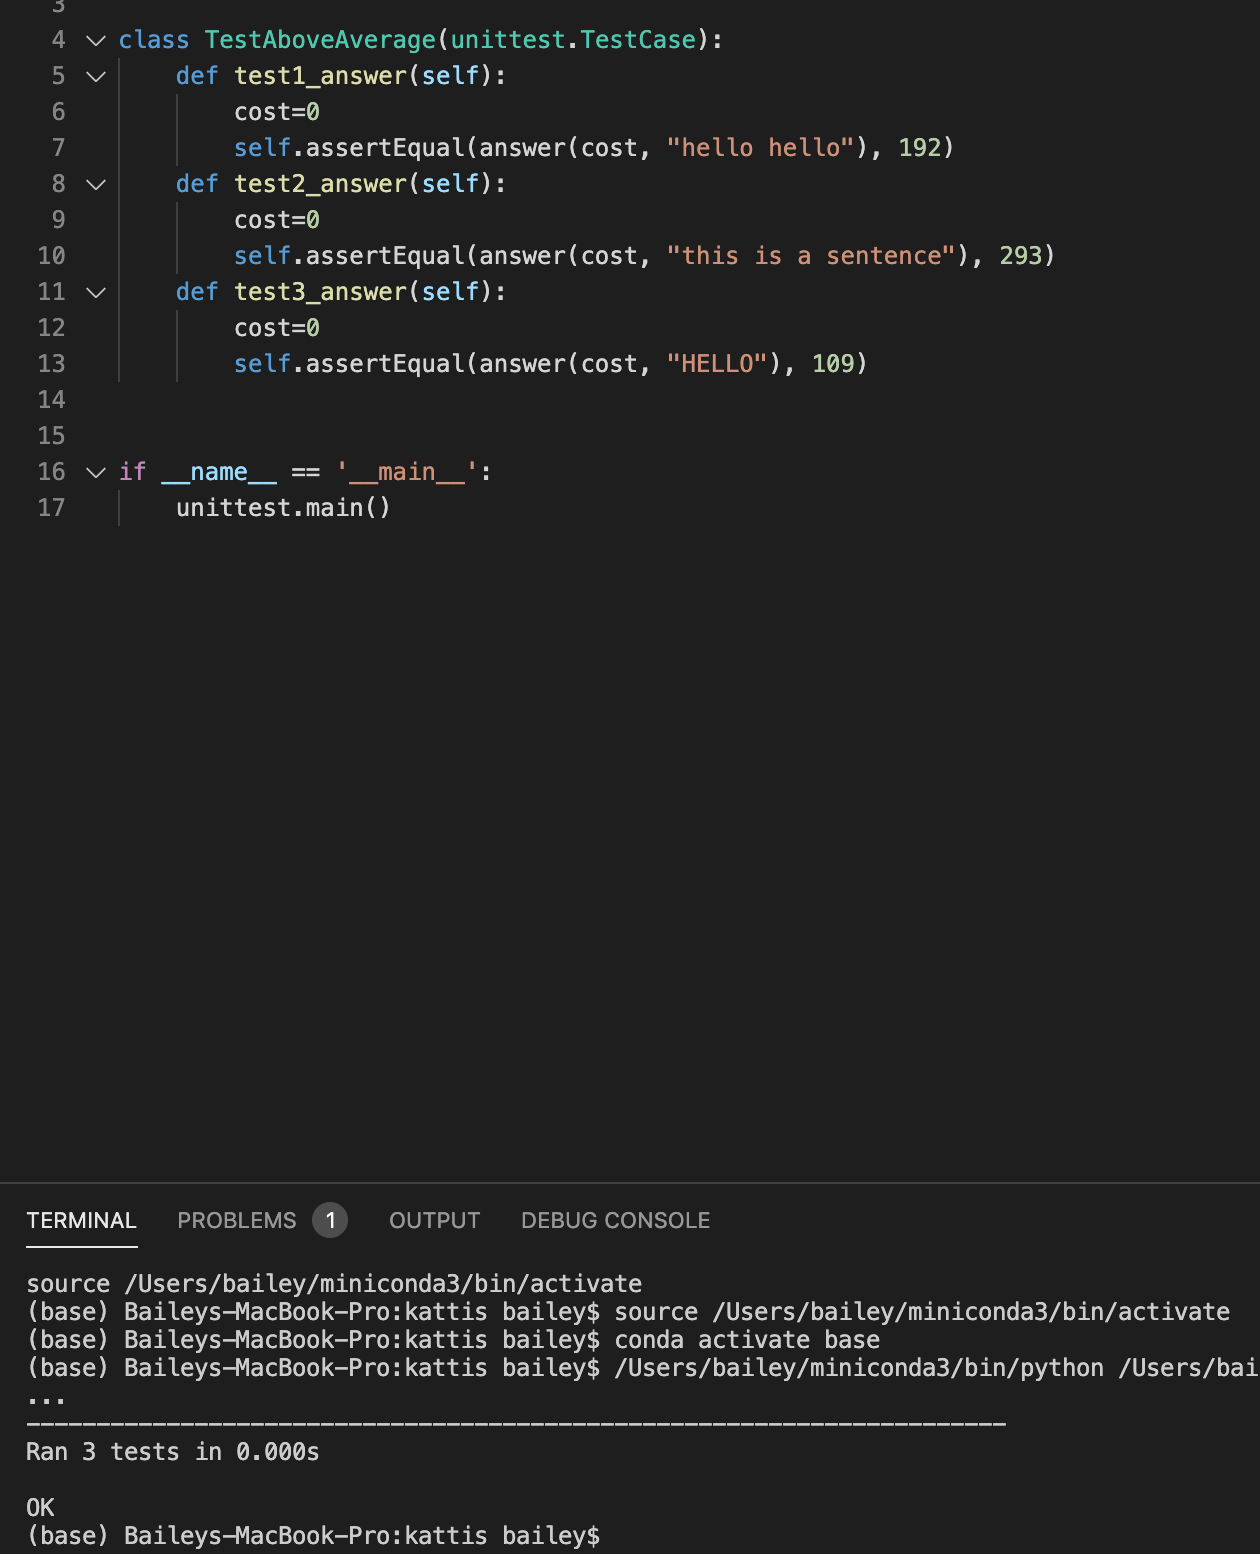 3
4 class TestAboveAverage(unittest.TestCase):
5 def test1_answer(self):
6 cost=0
7 self.assertEqual(answer(cost, "hello hello"), 192)
8 def test2_answer(self):
9 cost=0
10 self.assertEqual(answer(cost, "this is a sentence"), 293)
11 def test3_answer(self):
12 cost=0
13 self.assertEqual(answer(cost, "HELLO"), 109)
14
15
16 if __name__ == '__main__':
17 unittest.main()
TERMINAL PROBLEMS 1 OUTPUT DEBUG CONSOLE
source /Users/bailey/miniconda3/bin/activate
(base) Baileys-MacBook-Pro:kattis bailey$ source /Users/bailey/miniconda3/bin/activate
(base) Baileys-MacBook-Pro:kattis bailey$ conda activate base
(base) Baileys-MacBook-Pro:kattis bailey$ /Users/bailey/miniconda3/bin/python /Users/bai
...
----------------------------------------------------------------------
Ran 3 tests in 0.000s
OK
(base) Baileys-MacBook-Pro:kattis bailey$